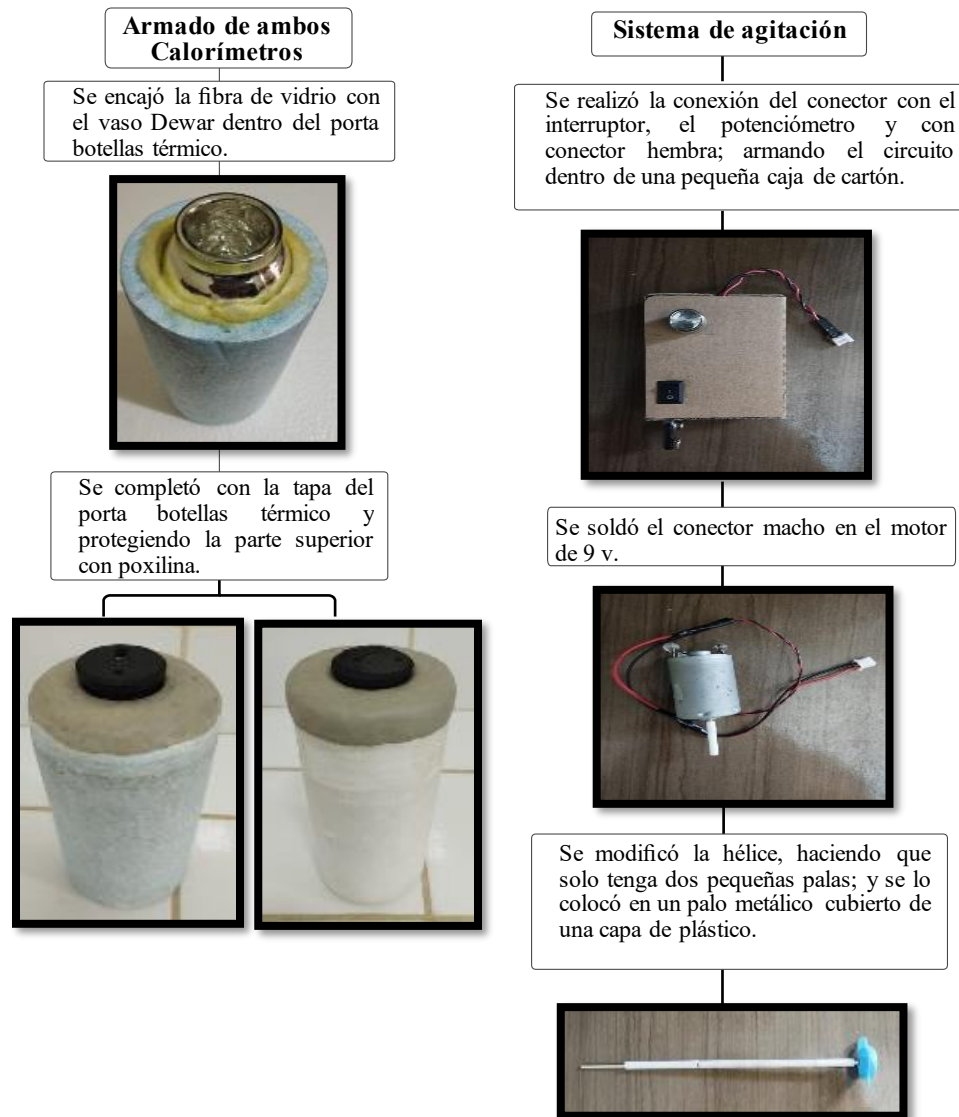 Armado de ambos
Calorímetros
Se encajó la fibra de vidrio con
el vaso Dewar dentro del porta
botellas térmico.
Se completó con la tapa del
porta botellas térmico y
protegiendo la parte superior
con poxilina.
Sistema de agitación
Se realizó la conexión del conector con el
interruptor, el potenciómetro y con
conector hembra; armando el circuito
dentro de una pequeña caja de cartón.
Se soldó el conector macho en el motor
de 9 v.
Se modificó la hélice, haciendo que
solo tenga dos pequeñas palas; y se lo
colocó en un palo metálico cubierto de
una capa de plástico.